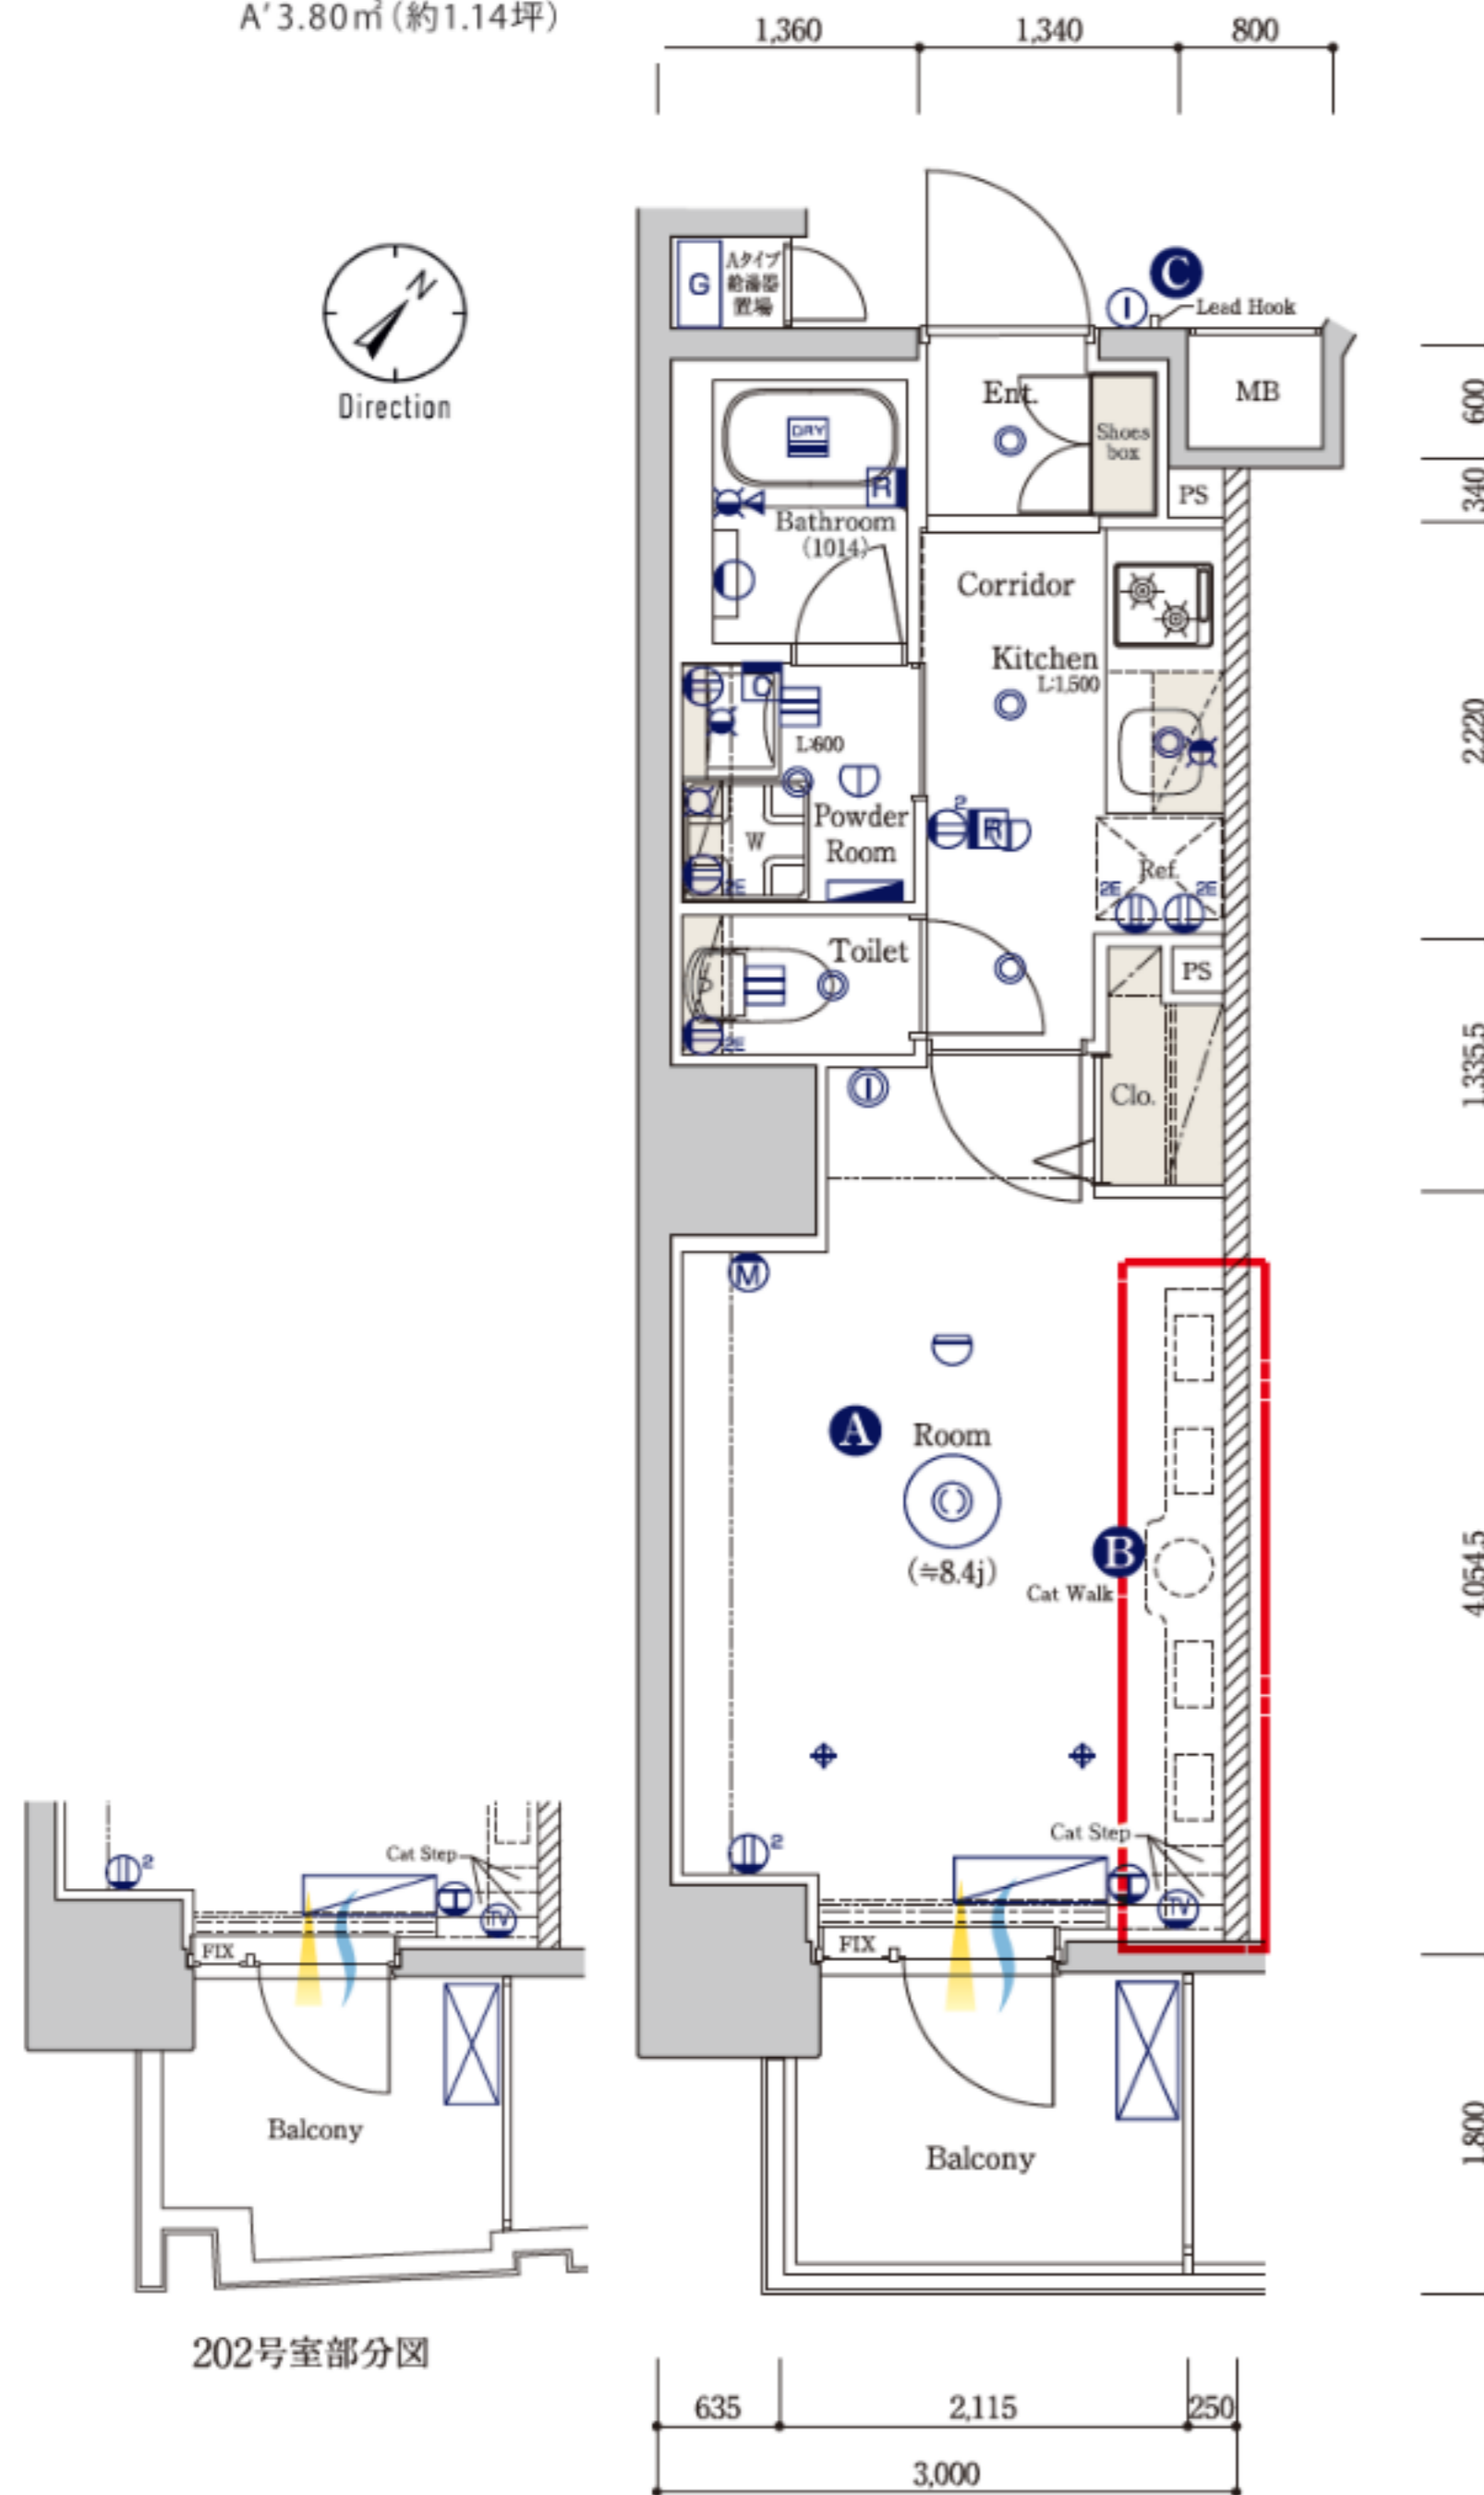 A’3.80㎡（約1.14坪）
1,360
1,340
800
N
Direction
G
Aタイプ
給湯器
置場
C
I
Lead Hook
MB
600
Ent.
Shoes
box
DRY
R
PS
340
Bathroom
(1014)
Corridor
Kitchen
L:1,500
2,220
L:600
Powder
Room
W
2E
2
R
Ref.
2E
2E
Toilet
2E
PS
Clo.
1,335.5
I
M
A
Room
(≒8.4j)
B
Cat Walk
4,054.5
Cat Step
2
TV
FIX
Balcony
1,800
Cat Step
2
TV
FIX
Balcony
202号室部分図
635
2,115
250
3,000